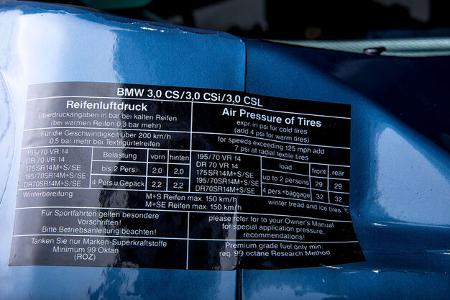 BMW 3,0 CS/3,0 CSi/3,0 CSL
Reifenluftdruck
Überdruckangaben in bar bei kalten Reifen
(bei warmen Reifen 0.3 bar mehr)
Für die Geschwindigkeit über 200 km/h
0.5 bar mehr bei Textilgürtelreifen
195/70 VR 14
DR 70 VR 14
175SR14M+S/SE
195/70SR14M+S/SE
DR70SR14M+S/SE
Belastung vorn hinten
bis 2 Pers 2,0 2,0
4 Pers u Gepäck 2,2 2,2
Winterbereifung M+S Reifen max. 150 km/h
M+SE Reifen max. 150 km/h
Für Sportfahrten gelten besondere
Vorschriften
Bitte Betriebsanleitung beachten!
Tanken Sie nur Marken-Superkraftstoffe
Minimum 99 Oktan
(ROZ)
Air Pressure of Tires
expr. in psi for cold tires
(add 4 psi for warm tires)
for speeds exceeding 125 mph add
7 psi at radial textile tires
195/70 VR 14
DR 70 VR 14
175SR14M+S/SE
195/70SR14M+S/SE
DR70SR14M+S/SE
load front rear
up to 2 persons 29 29
4 pers +baggage 32 32
winter tread and ice tires
please refer to your Owner's Manual
for special application pressure
recommendations!
Premium grade fuel only min.
req. 99 octane Research Method